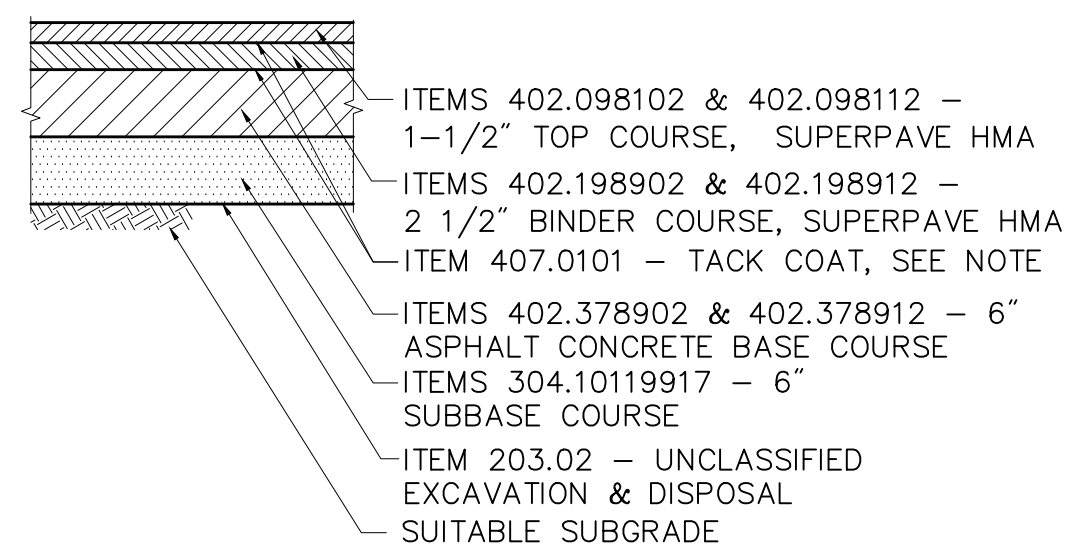 ITEMS 402.098102 & 402.098112 –
1–1/2" TOP COURSE, SUPERPAVE HMA
ITEMS 402.198902 & 402.198912 –
2 1/2" BINDER COURSE, SUPERPAVE HMA
ITEM 407.0101 – TACK COAT, SEE NOTE
ITEMS 402.378902 & 402.378912 – 6"
ASPHALT CONCRETE BASE COURSE
ITEMS 304.10119917 – 6"
SUBBASE COURSE
ITEM 203.02 – UNCLASSIFIED
EXCAVATION & DISPOSAL
SUITABLE SUBGRADE